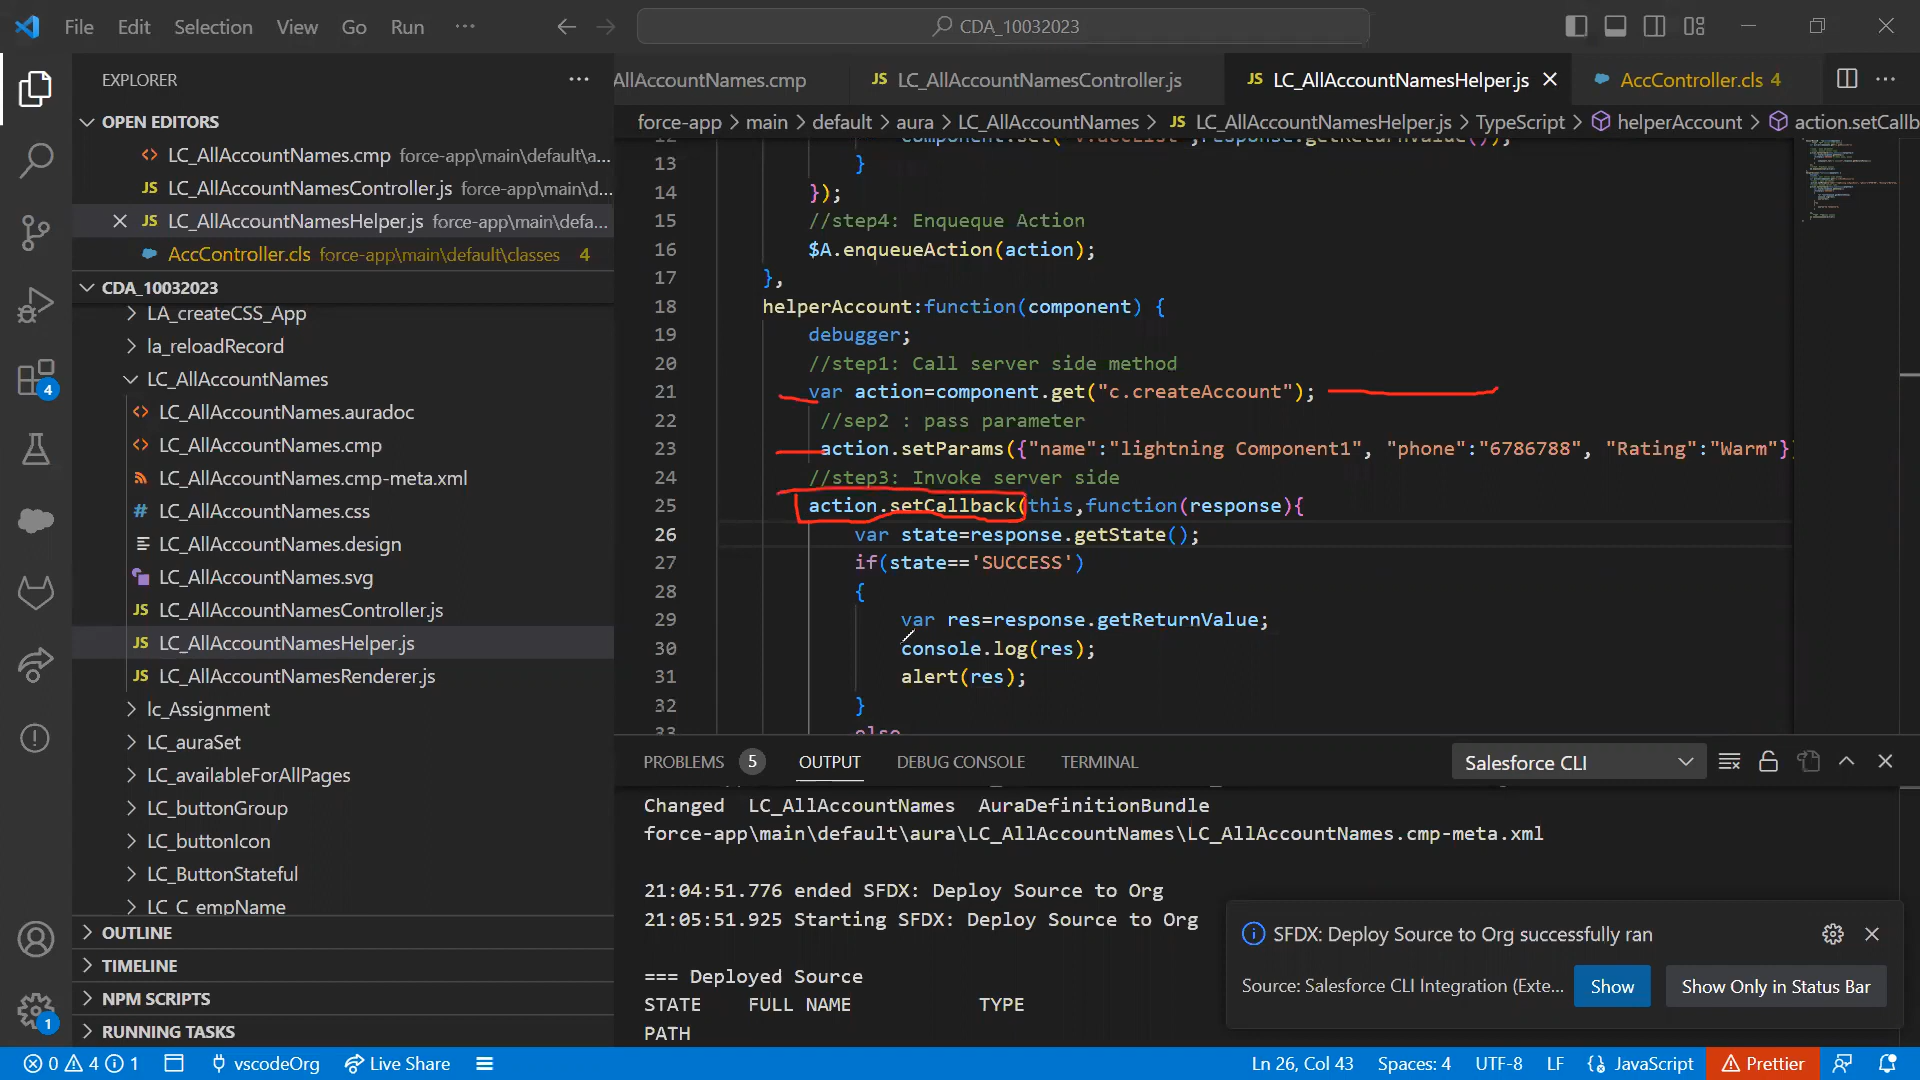 File Edit Selection View Go Run ··· CDA_10032023
EXPLORER ···
OPEN EDITORS
LC_AllAccountNames.cmp force-app\main\default\a...
LC_AllAccountNamesController.js force-app\main\d...
LC_AllAccountNamesHelper.js force-app\main\defa...
AccController.cls force-app\main\default\classes 4
CDA_10032023
LA_createCSS_App
la_reloadRecord
LC_AllAccountNames
LC_AllAccountNames.auradoc
LC_AllAccountNames.cmp
LC_AllAccountNames.cmp-meta.xml
LC_AllAccountNames.css
LC_AllAccountNames.design
LC_AllAccountNames.svg
LC_AllAccountNamesController.js
LC_AllAccountNamesHelper.js
LC_AllAccountNamesRenderer.js
lc_Assignment
LC_auraSet
LC_availableForAllPages
LC_buttonGroup
LC_buttonIcon
LC_ButtonStateful
LC_C_empName
OUTLINE
TIMELINE
NPM SCRIPTS
RUNNING TASKS
4
1
AllAccountNames.cmp JS LC_AllAccountNamesController.js JS LC_AllAccountNamesHelper.js AccController.cls 4 ···
force-app > main > default > aura > LC_AllAccountNames > JS LC_AllAccountNamesHelper.js > TypeScript > helperAccount > action.setCallb
13 }
14 });
15 //step4: Enqueque Action
16 $A.enqueueAction(action);
17 },
18 helperAccount:function(component) {
19 debugger;
20 //step1: Call server side method
21 var action=component.get("c.createAccount");
22 //sep2 : pass parameter
23 action.setParams({"name":"lightning Component1", "phone":"6786788", "Rating":"Warm"}
24 //step3: Invoke server side
25 action.setCallback(this,function(response){
26 var state=response.getState();
27 if(state=='SUCCESS')
28 {
29 var res=response.getReturnValue;
30 console.log(res);
31 alert(res);
32 }
33 else
PROBLEMS 5 OUTPUT DEBUG CONSOLE TERMINAL Salesforce CLI
Changed LC_AllAccountNames AuraDefinitionBundle
force-app\main\default\aura\LC_AllAccountNames\LC_AllAccountNames.cmp-meta.xml
21:04:51.776 ended SFDX: Deploy Source to Org
21:05:51.925 Starting SFDX: Deploy Source to Org
=== Deployed Source
STATE FULL NAME TYPE
PATH
SFDX: Deploy Source to Org successfully ran
Source: Salesforce CLI Integration (Exte... Show Show Only in Status Bar
0 4 1 vscodeOrg Live Share Ln 26, Col 43 Spaces: 4 UTF-8 LF JavaScript Prettier